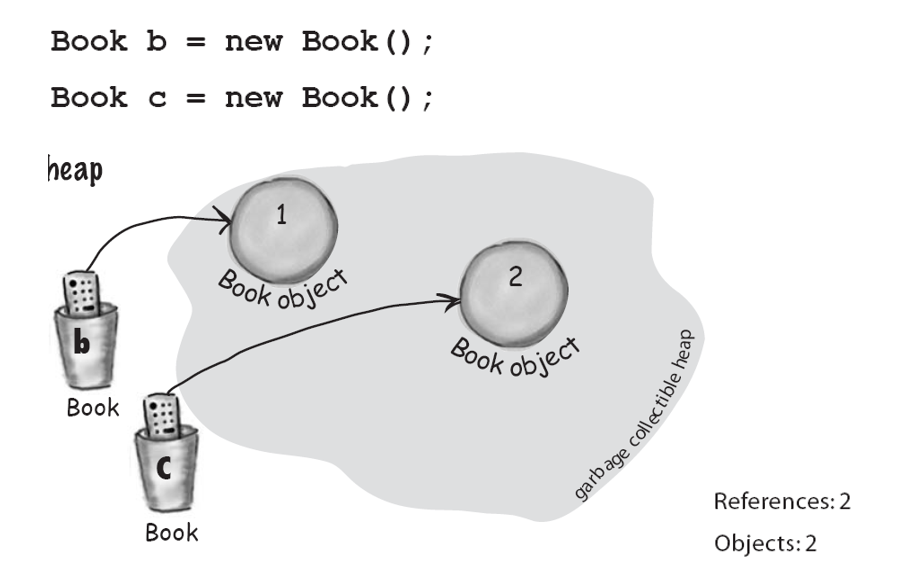 Book b = new Book();
Book c = new Book();
heap
1
Book object
2
Book object
b
Book
c
Book
garbage collectible heap
References: 2
Objects: 2